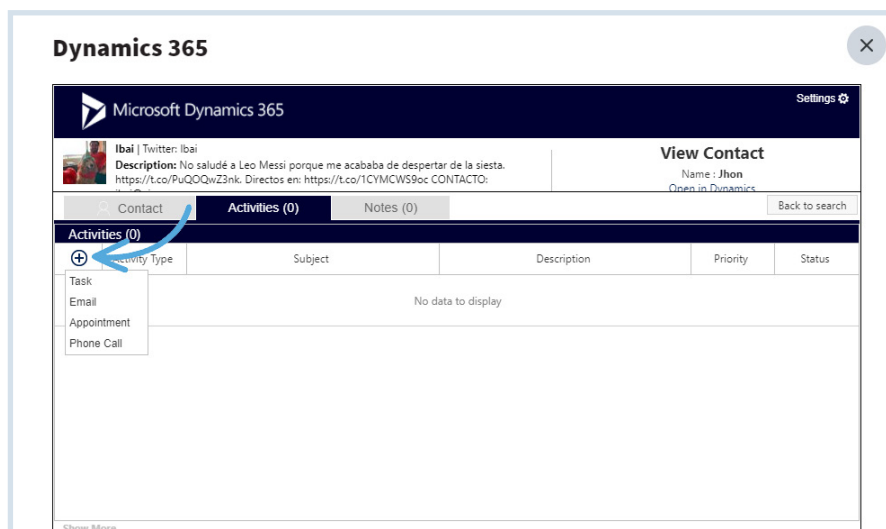 Dynamics 365
Microsoft Dynamics 365
Settings
Ibai | Twitter: Ibai
Description: No saludé a Leo Messi porque me acababa de despertar de la siesta.
https://t.co/PuQOQwZ3nk. Directos en: https://t.co/1CYMCWS9oc CONTACTO:
View Contact
Name : Jhon
Open in Dynamics
Contact
Activities (0)
Notes (0)
Back to search
Activities (0)
Activity Type
Subject
Description
Priority
Status
Task
Email
Appointment
Phone Call
No data to display
Show More